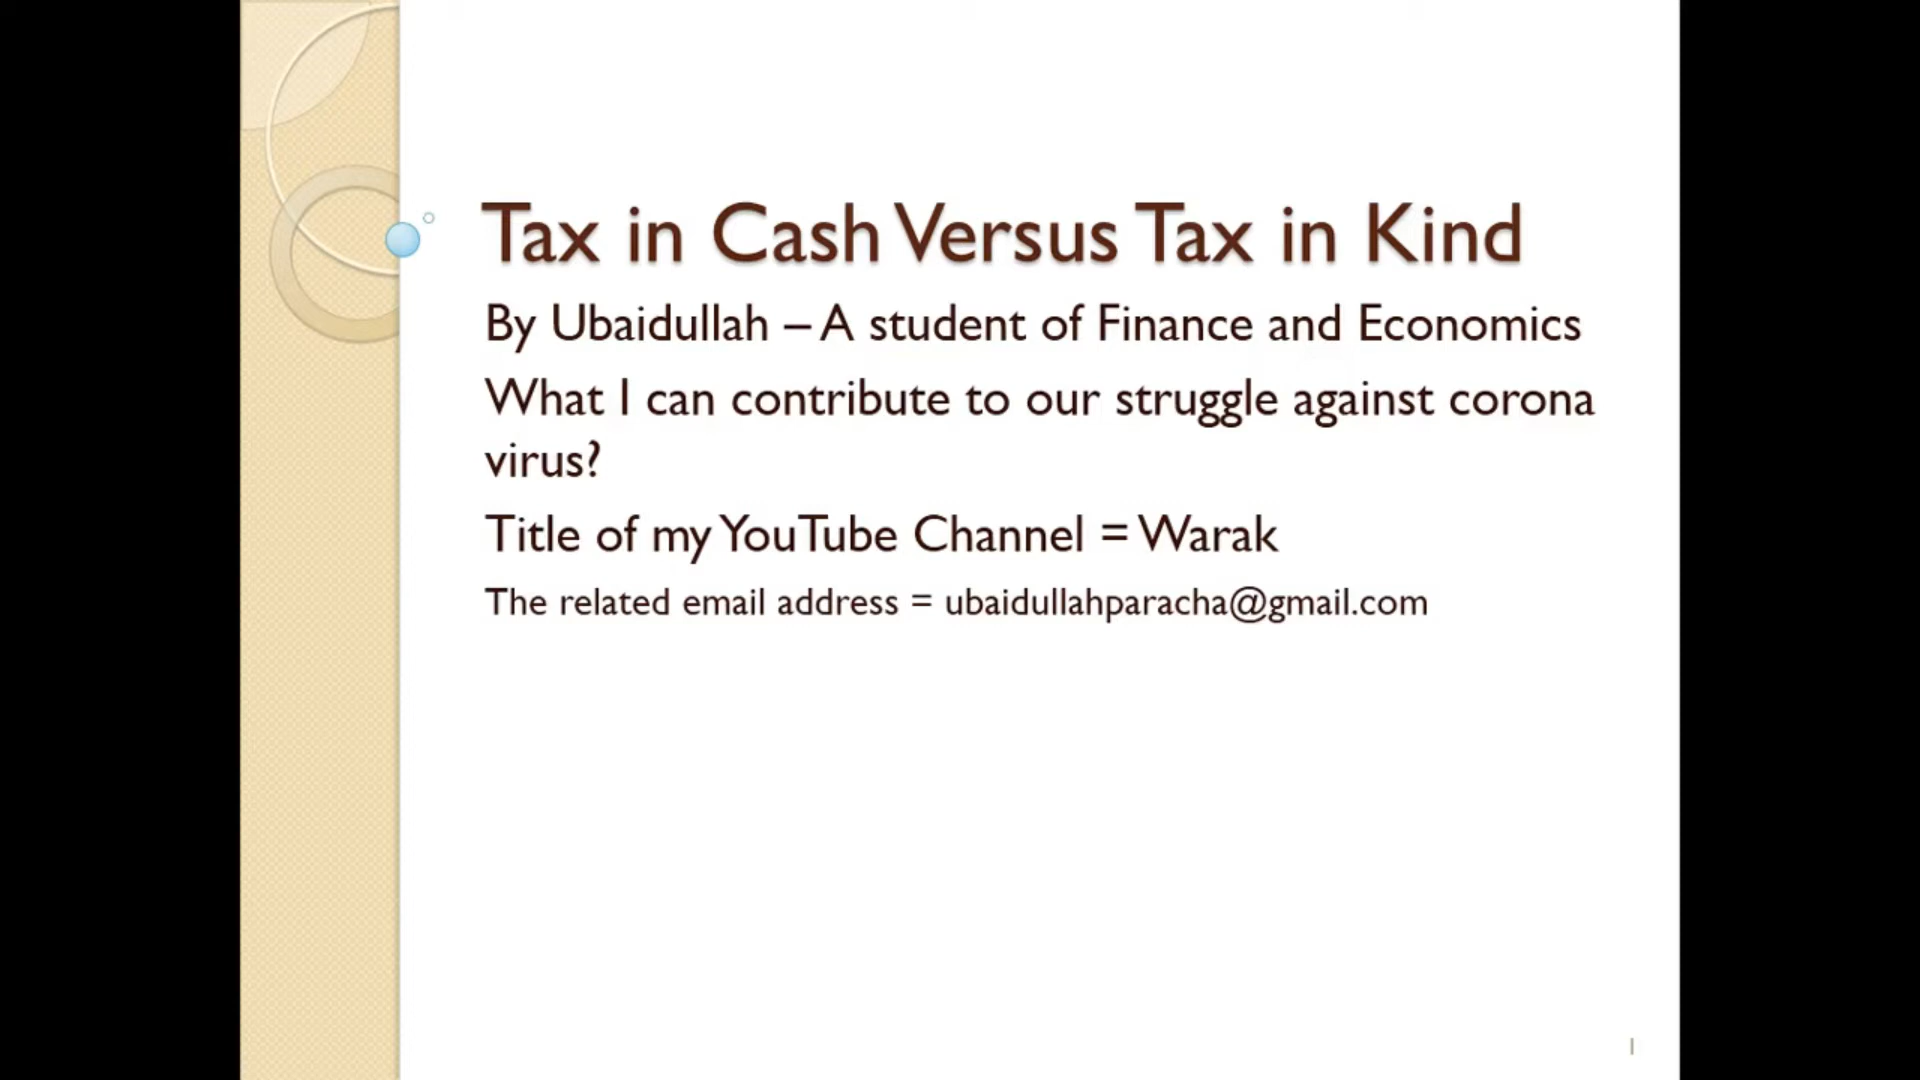 Tax in Cash Versus Tax in Kind
By Ubaidullah – A student of Finance and Economics
What I can contribute to our struggle against corona
virus?
Title of my YouTube Channel = Warak
The related email address = ubaidullahparacha@gmail.com
1